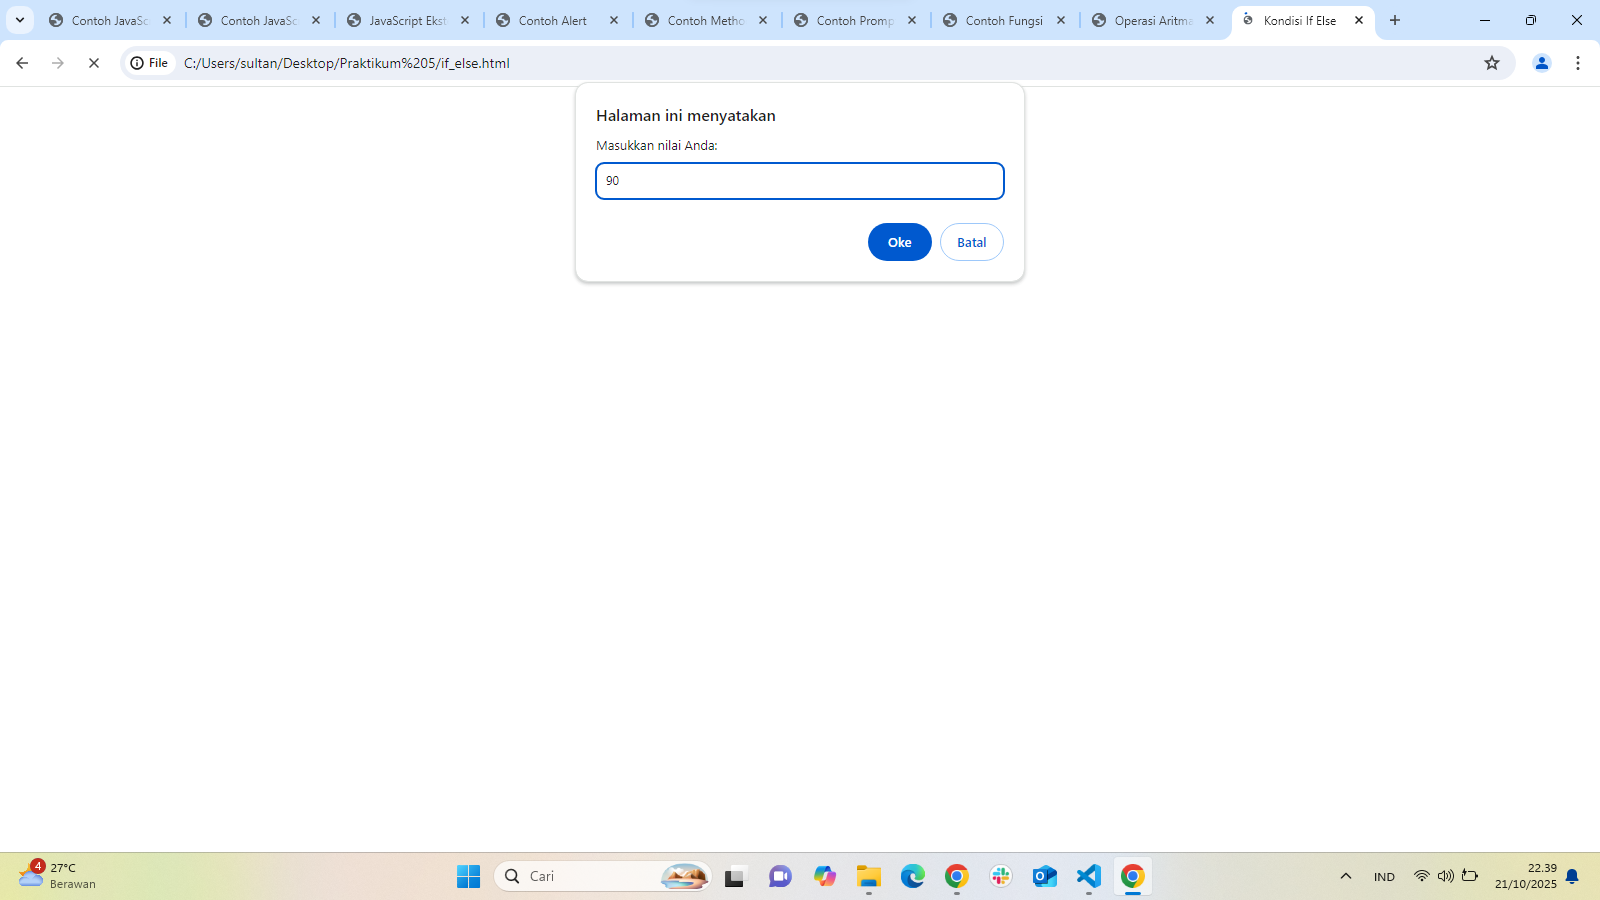 Contoh JavaSc
Contoh JavaSc
JavaScript Ekst
Contoh Alert
Contoh Metho
Contoh Promp
Contoh Fungsi
Operasi Aritma
Kondisi If Else
File
C:/Users/sultan/Desktop/Praktikum%205/if_else.html
Halaman ini menyatakan
Masukkan nilai Anda:
90
Oke
Batal
4
27°C
Berawan
Cari
IND
22.39
21/10/2025